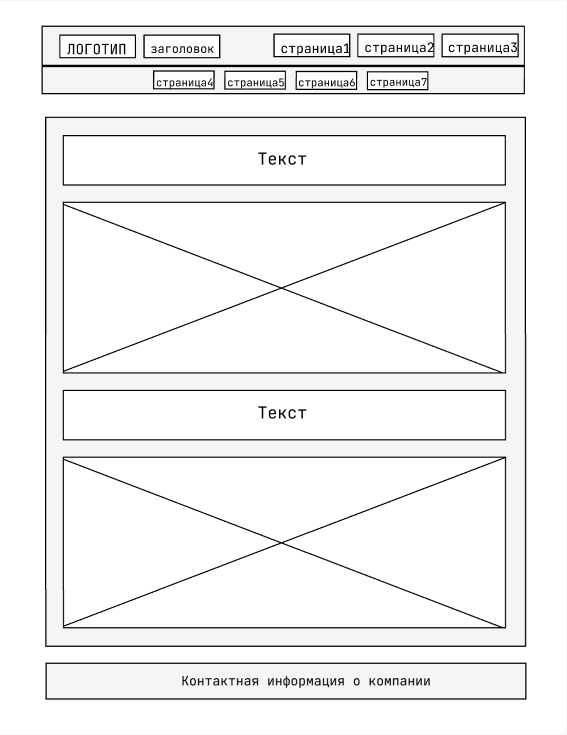 ЛОГОТИП заголовок страница1 страница2 страница3
страница4 страница5 страница6 страница7
Текст
Текст
Контактная информация о компании